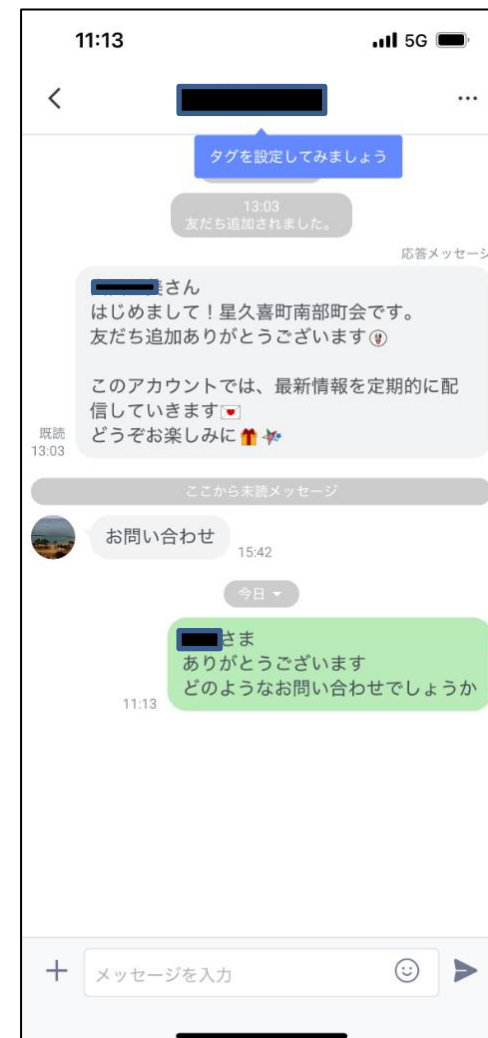 11:13
5G
タグを設定してみましょう
13:03
友だち追加されました。
応答メッセージ
美さん
はじめまして！星久喜町南部町会です。
友だち追加ありがとうございます
このアカウントでは、最新情報を定期的に配
信していきます💌
どうぞお楽しみに🎁
既読
13:03
ここから未読メッセージ
お問い合わせ
15:42
今日
さま
ありがとうございます
どのようなお問い合わせでしょうか
11:13
メッセージを入力